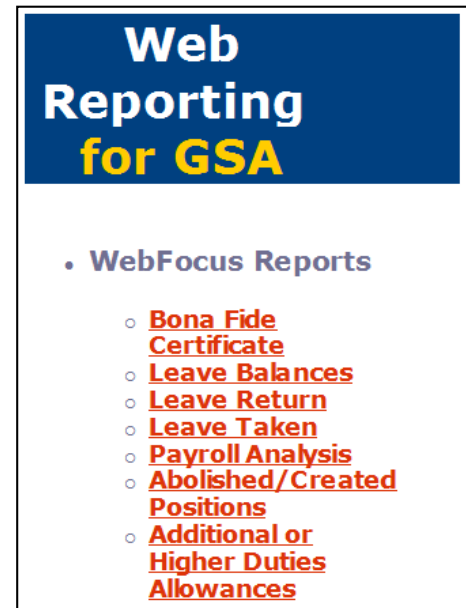 Web
Reporting
for GSA
• WebFocus Reports
○ Bona Fide
Certificate
○ Leave Balances
○ Leave Return
○ Leave Taken
○ Payroll Analysis
○ Abolished/Created
Positions
○ Additional or
Higher Duties
Allowances